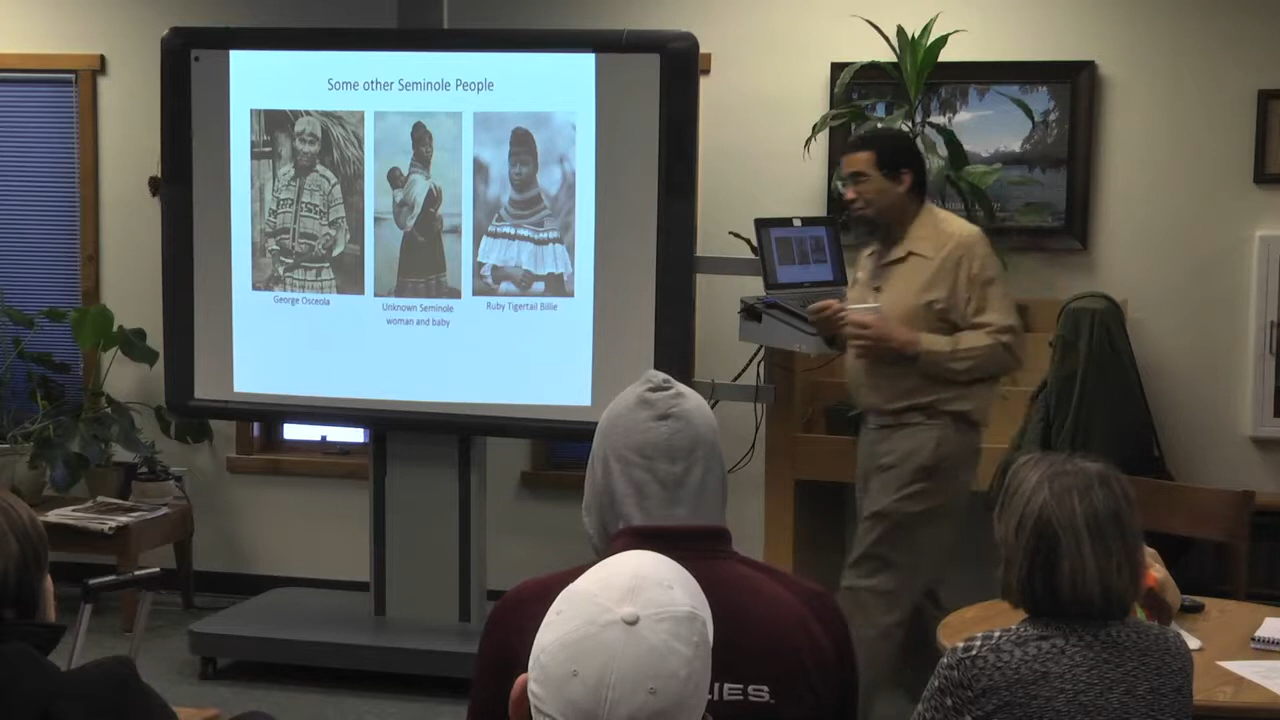 Some other Seminole People
George Osceola
Unknown Seminole
woman and baby
Ruby Tigertail Billie
LIES.